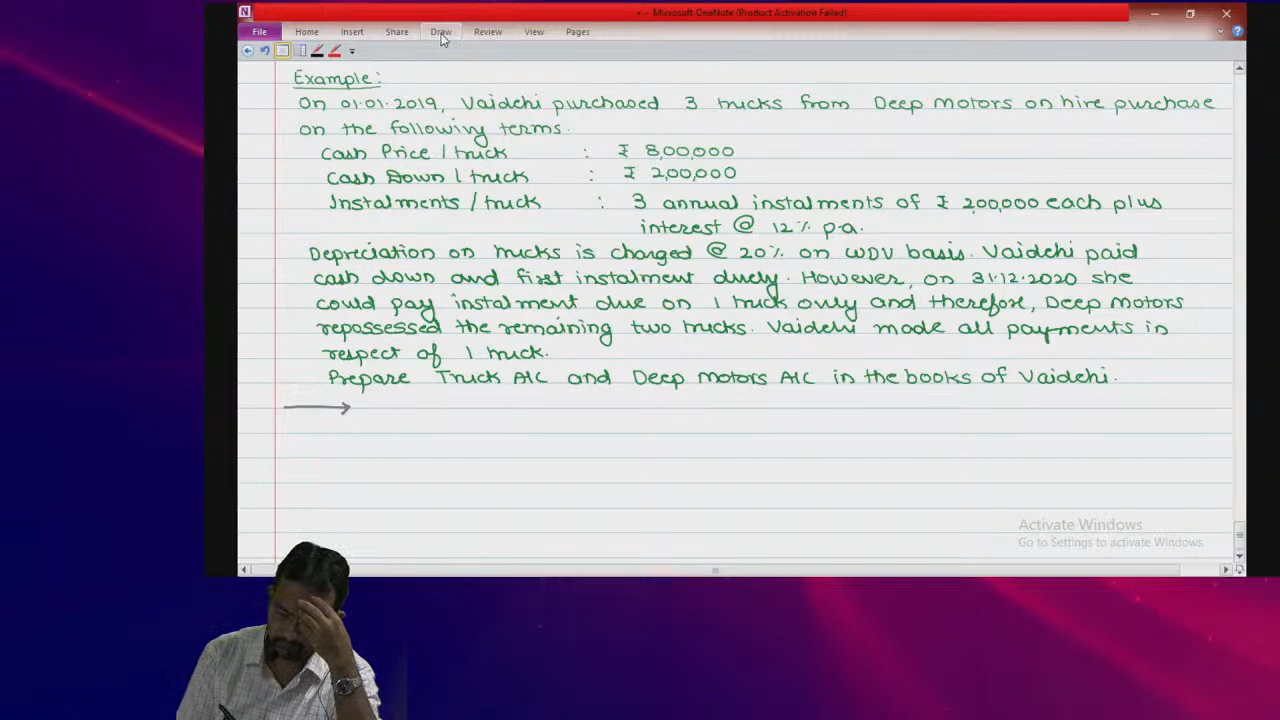 Microsoft OneNote (Product Activation Failed)
File Home Insert Share Draw Review View Pages
Example:
On 01.01.2019, Vaidehi purchased 3 trucks from Deep Motors on hire purchase
on the following terms.
Cash Price / truck : ₹ 8,00,000
Cash Down / truck : ₹ 2,00,000
Instalments / truck : 3 annual instalments of ₹ 2,00,000 each plus
interest @ 12% p.a.
Depreciation on trucks is charged @ 20% on WDV basis. Vaidehi paid
cash down and first instalment duely. However, on 31.12.2020 she
could pay instalment due on 1 truck only and therefore, Deep Motors
repossessed the remaining two trucks. Vaidehi made all payments in
respect of 1 truck.
Prepare Truck A/C and Deep Motors A/C in the books of Vaidehi.
Activate Windows
Go to Settings to activate Windows.